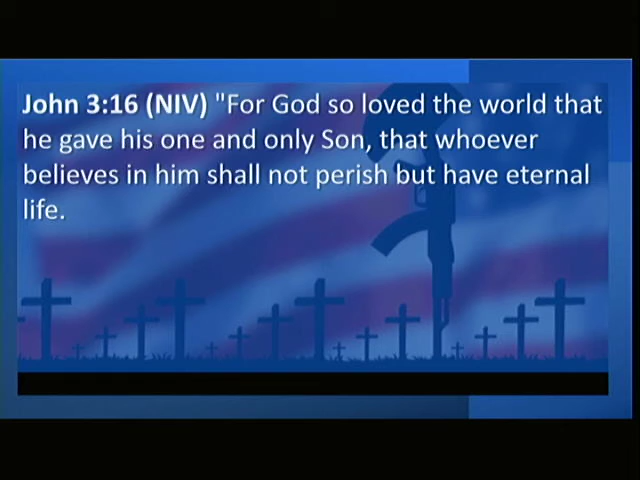 John 3:16 (NIV) "For God so loved the world that
he gave his one and only Son, that whoever
believes in him shall not perish but have eternal
life.